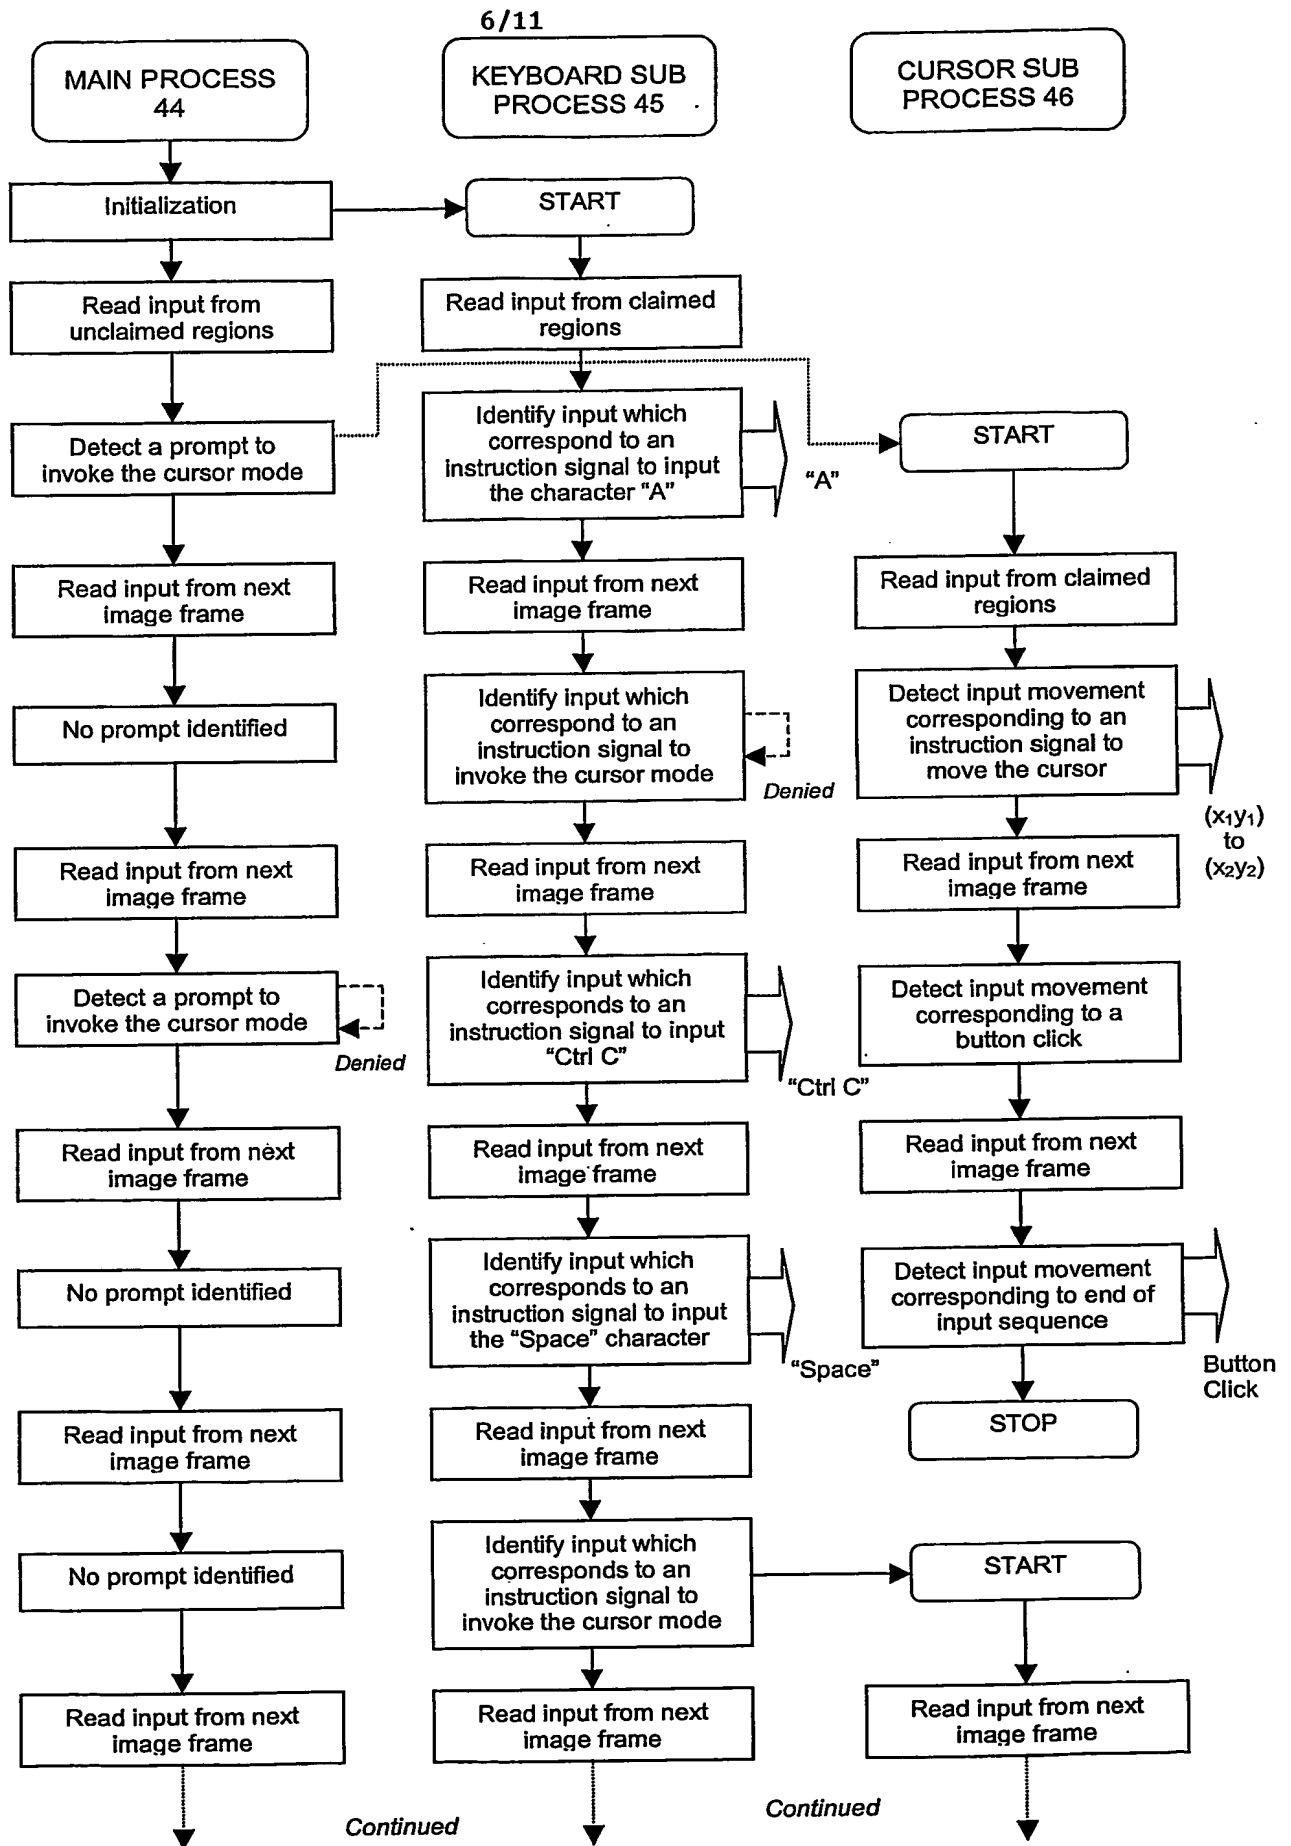 6/11
MAIN PROCESS
44
Initialization
Read input from
unclaimed regions
Detect a prompt to
invoke the cursor mode
Read input from next
image frame
No prompt identified
Read input from next
image frame
Detect a prompt to
invoke the cursor mode
Denied
Read input from next
image frame
No prompt identified
Read input from next
image frame
No prompt identified
Read input from next
image frame
Continued
KEYBOARD SUB
PROCESS 45
START
Read input from claimed
regions
Identify input which
correspond to an
instruction signal to input
the character “A”
“A”
Read input from next
image frame
Identify input which
correspond to an
instruction signal to
invoke the cursor mode
Denied
Read input from next
image frame
Identify input which
corresponds to an
instruction signal to input
“Ctrl C”
“Ctrl C”
Read input from next
image frame
Identify input which
corresponds to an
instruction signal to input
the “Space” character
“Space”
Read input from next
image frame
Identify input which
corresponds to an
instruction signal to
invoke the cursor mode
Read input from next
image frame
Continued
CURSOR SUB
PROCESS 46
START
Read input from claimed
regions
Detect input movement
corresponding to an
instruction signal to
move the cursor
(x₁y₁)
to
(x₂y₂)
Read input from next
image frame
Detect input movement
corresponding to a
button click
Read input from next
image frame
Detect input movement
corresponding to end of
input sequence
Button
Click
STOP
START
Read input from next
image frame